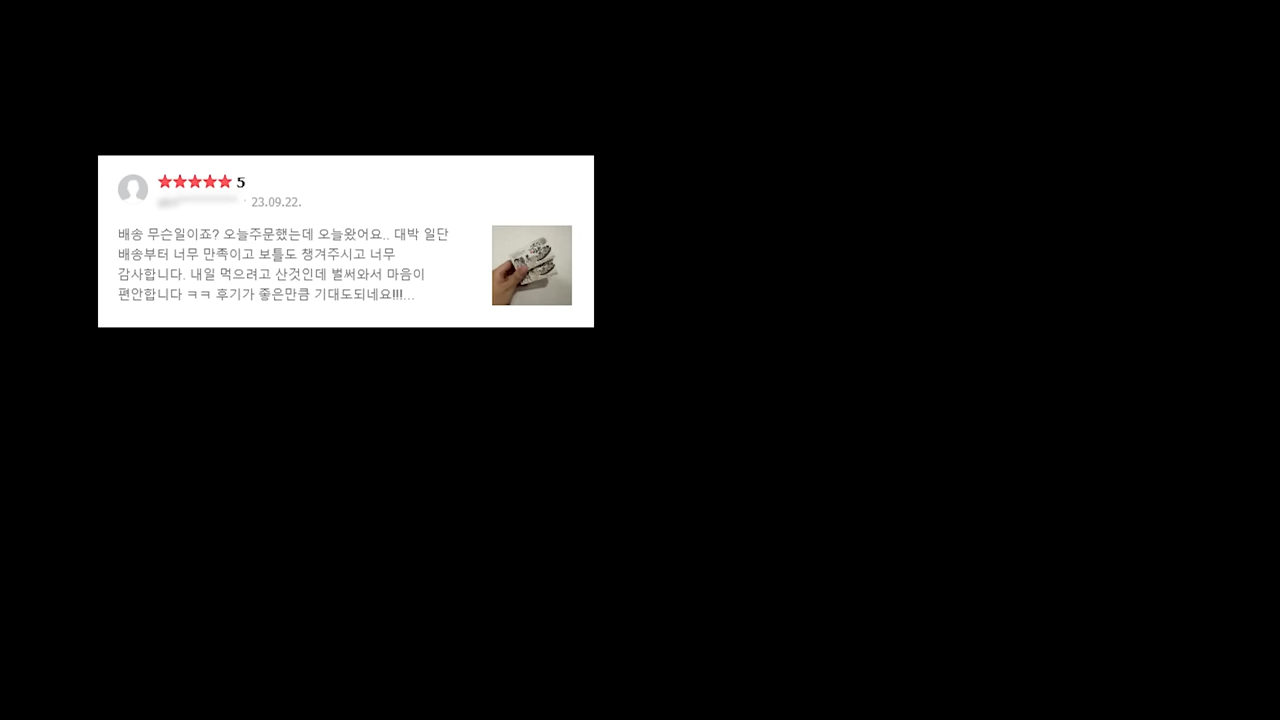 ★★★★★ 5
· 23.09.22.
배송 무슨일이죠? 오늘주문했는데 오늘왔어요.. 대박 일단
배송부터 너무 만족이고 보틀도 챙겨주시고 너무
감사합니다. 내일 먹으려고 산것인데 벌써와서 마음이
편안합니다 ㅋㅋ 후기가 좋은만큼 기대도되네요!!!...